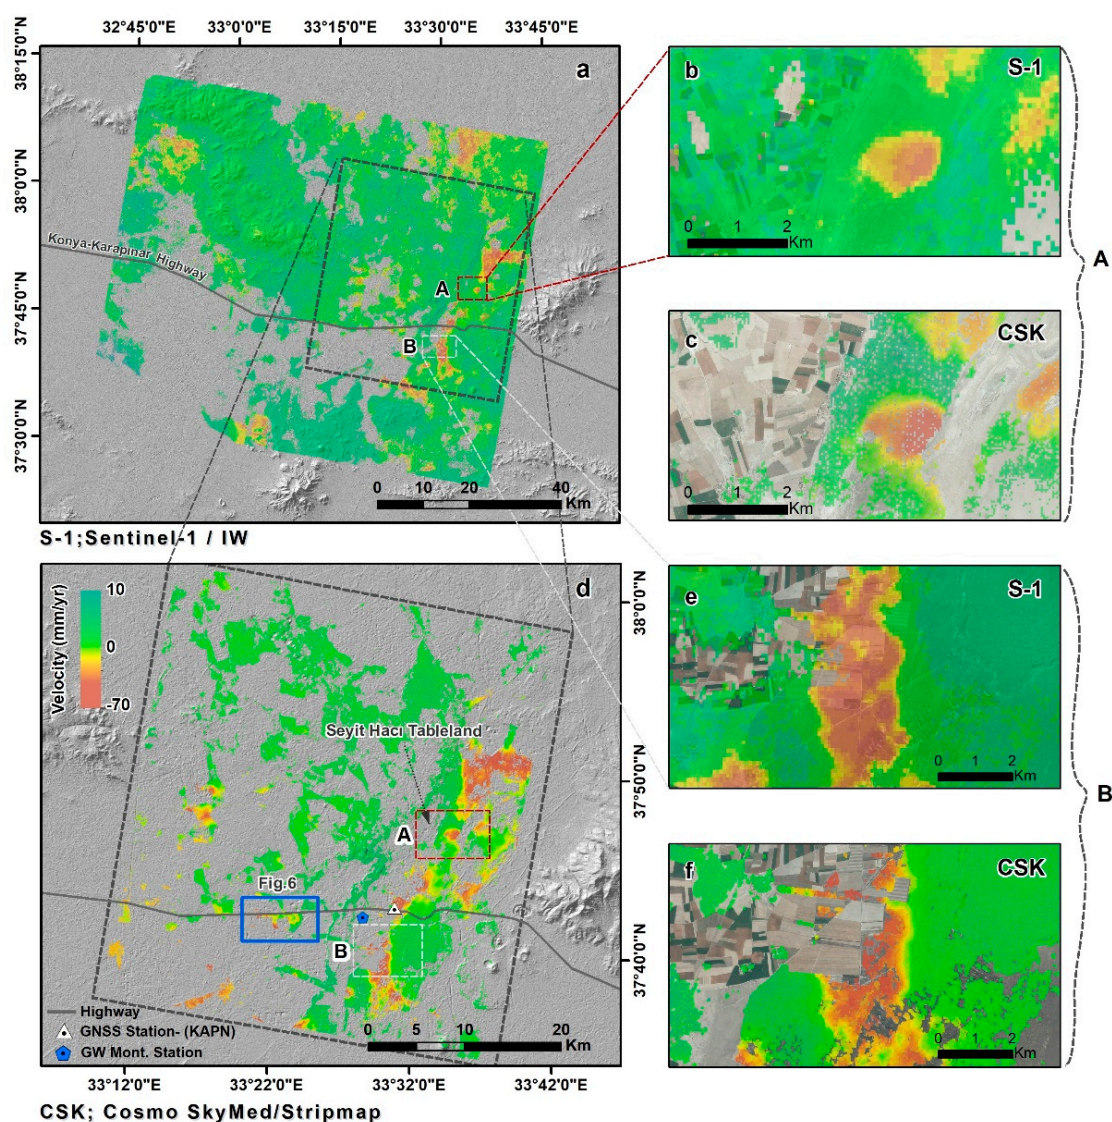 32°45'0"E 33°0'0"E 33°15'0"E 33°30'0"E 33°45'0"E
38°15'0"N
38°0'0"N
37°45'0"N
37°30'0"N
a
Konya-Karapınar Highway
A
B
0 10 20 40
Km
S-1;Sentinel-1 / IW
b
S-1
0 1 2
Km
c
CSK
0 1 2
Km
A
d
Velocity (mm/yr)
10
0
-70
Seyit Hacı Tableland
A
Fig.6
B
Highway
GNSS Station- (KAPN)
GW Mont. Station
0 5 10 20
Km
38°0'0"N
37°50'0"N
37°40'0"N
33°12'0"E 33°22'0"E 33°32'0"E 33°42'0"E
CSK; Cosmo SkyMed/Stripmap
e
S-1
0 1 2
Km
f
CSK
0 1 2
Km
B